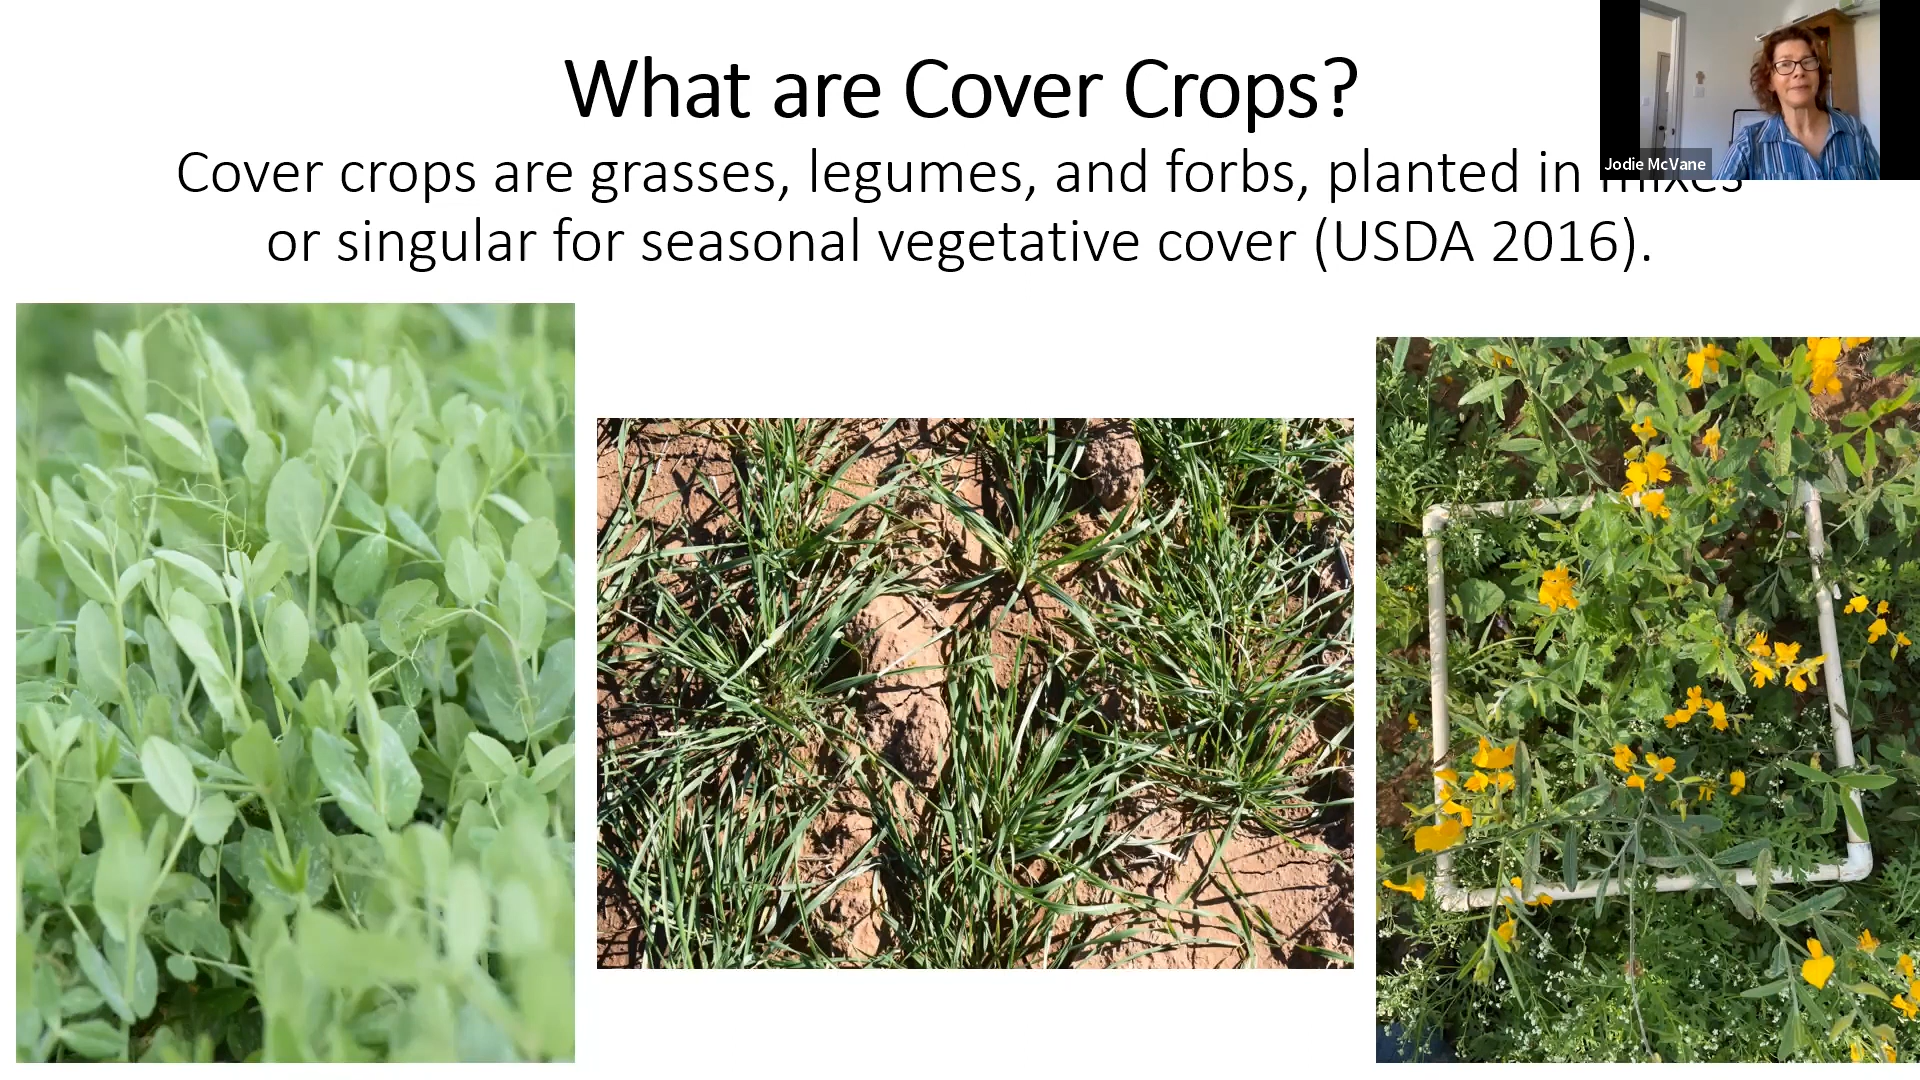 What are Cover Crops?
Jodie McVane
Cover crops are grasses, legumes, and forbs, planted in mixes
or singular for seasonal vegetative cover (USDA 2016).